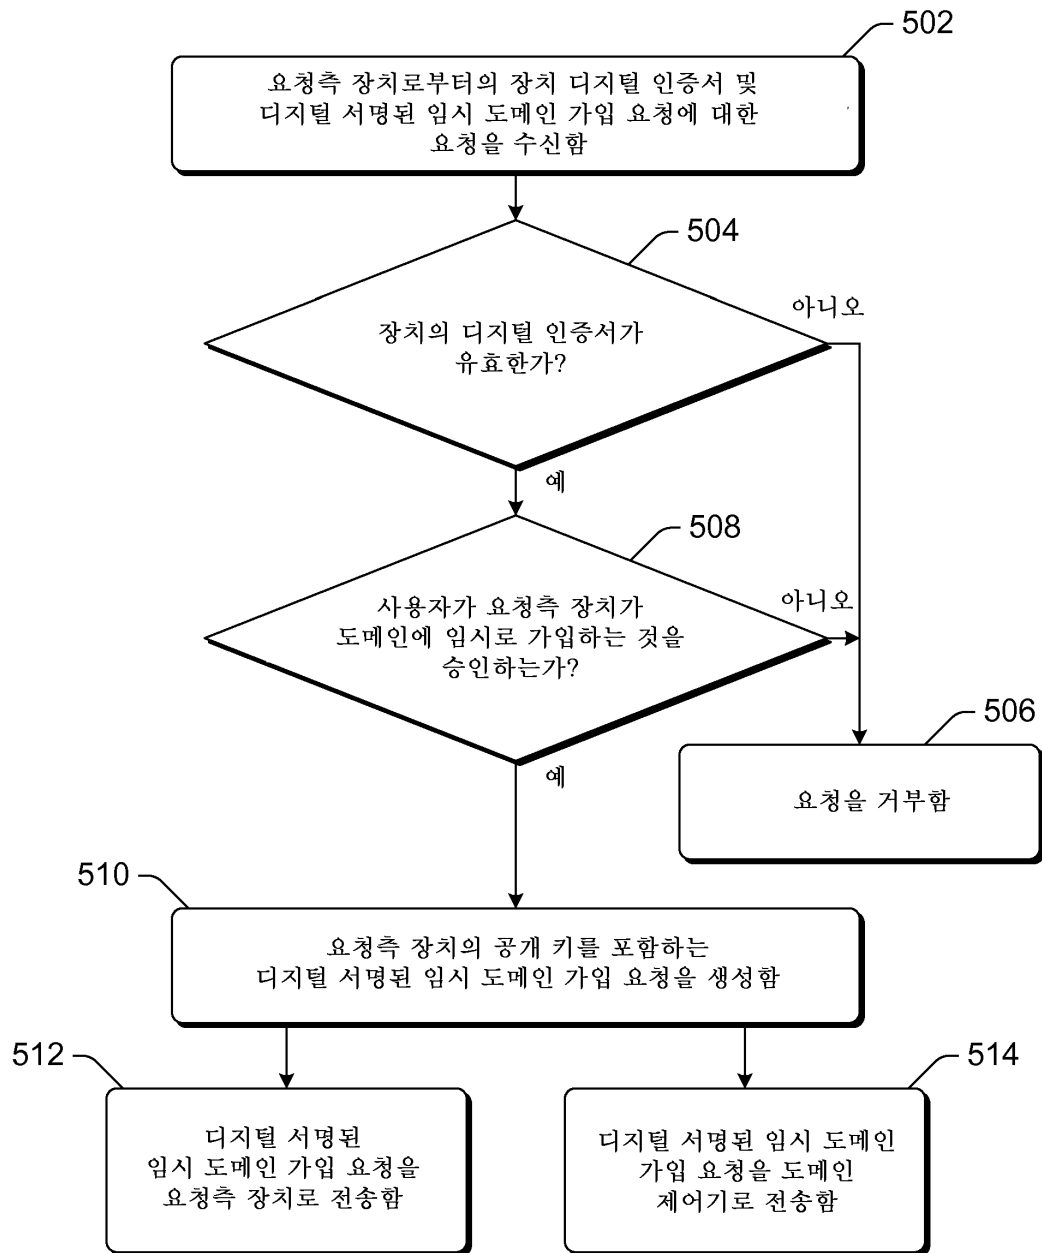 502
요청측 장치로부터의 장치 디지털 인증서 및
디지털 서명된 임시 도메인 가입 요청에 대한
요청을 수신함
504
아니오
장치의 디지털 인증서가
유효한가?
예
508
아니오
사용자가 요청측 장치가
도메인에 임시로 가입하는 것을
승인하는가?
506
예
요청을 거부함
510
요청측 장치의 공개 키를 포함하는
디지털 서명된 임시 도메인 가입 요청을 생성함
512
514
디지털 서명된
임시 도메인 가입 요청을
요청측 장치로 전송함
디지털 서명된 임시 도메인
가입 요청을 도메인
제어기로 전송함